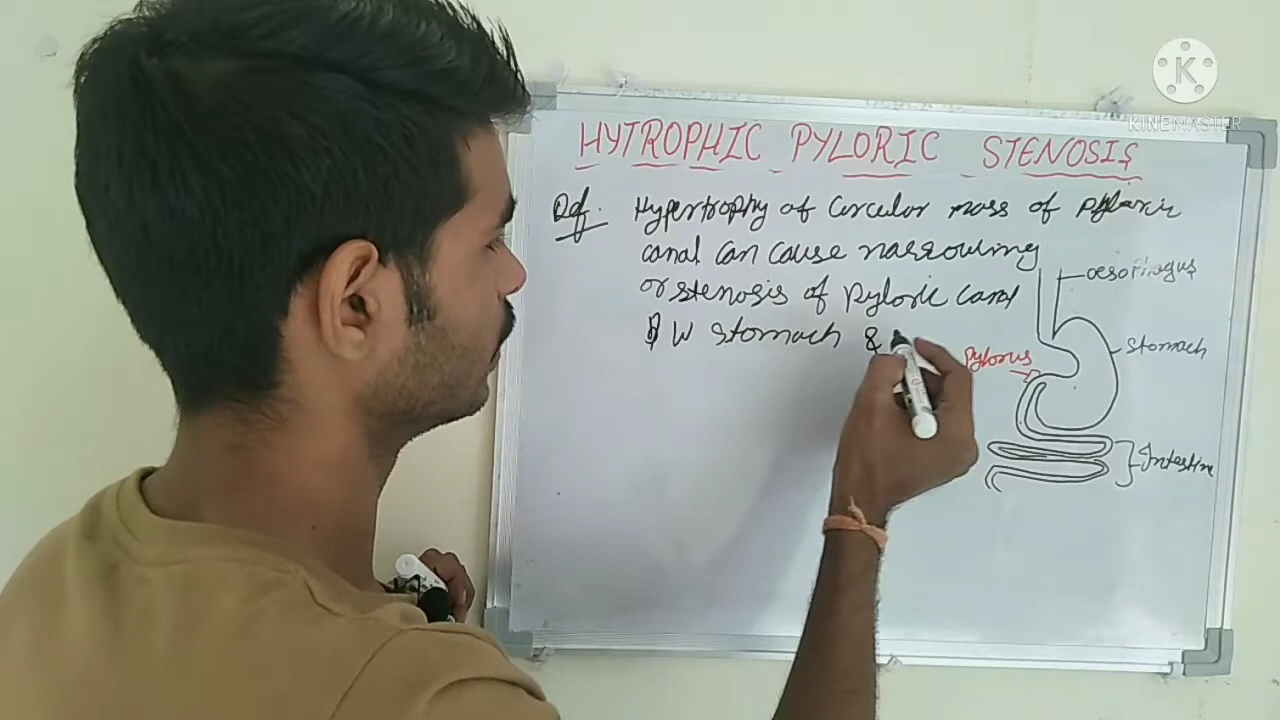 K
KINEMASTER
HYTROPHIC PYLORIC STENOSIS
Def. Hypertrophy of Circular mass of pyloric
canal can cause narrowing
or stenosis of pyloric canal
b/w stomach &
oesophagus
Stomach
Pylorus
Intestine